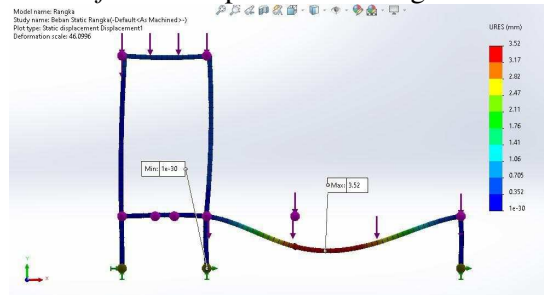 Model name: Rangka
Study name: Beban Static Rangka(-Default<As Machined>-)
Plot type: Static displacement Displacement1
Deformation scale: 46.0996
URES (mm)
3.52
3.17
2.82
2.47
2.11
1.76
1.41
1.06
0.705
0.352
1e-30
Min: 1e-30
Max: 3.52
Y
X